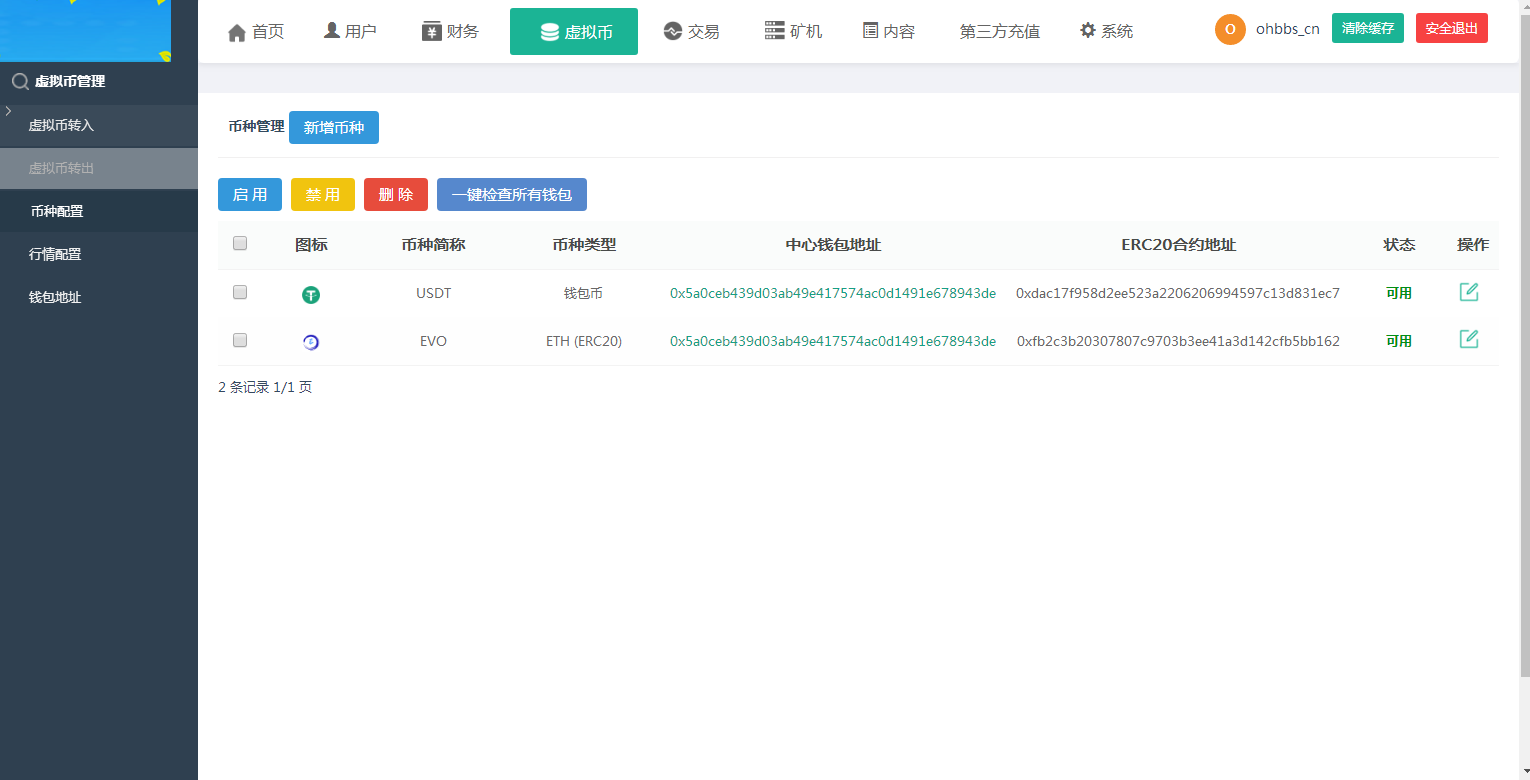 首页 用户 财务 虚拟币 交易 矿机 内容 第三方充值 系统 O ohbbs_cn 清除缓存 安全退出
虚拟币管理
虚拟币转入
虚拟币转出
币种配置
行情配置
钱包地址
币种管理 新增币种
启 用 禁 用 删 除 一键检查所有钱包
图标 币种简称 币种类型 中心钱包地址 ERC20合约地址 状态 操作
USDT 钱包币 0x5a0ceb439d03ab49e417574ac0d1491e678943de 0xdac17f958d2ee523a2206206994597c13d831ec7 可用
EVO ETH (ERC20) 0x5a0ceb439d03ab49e417574ac0d1491e678943de 0xfb2c3b20307807c9703b3ee41a3d142cfb5bb162 可用
2 条记录 1/1 页